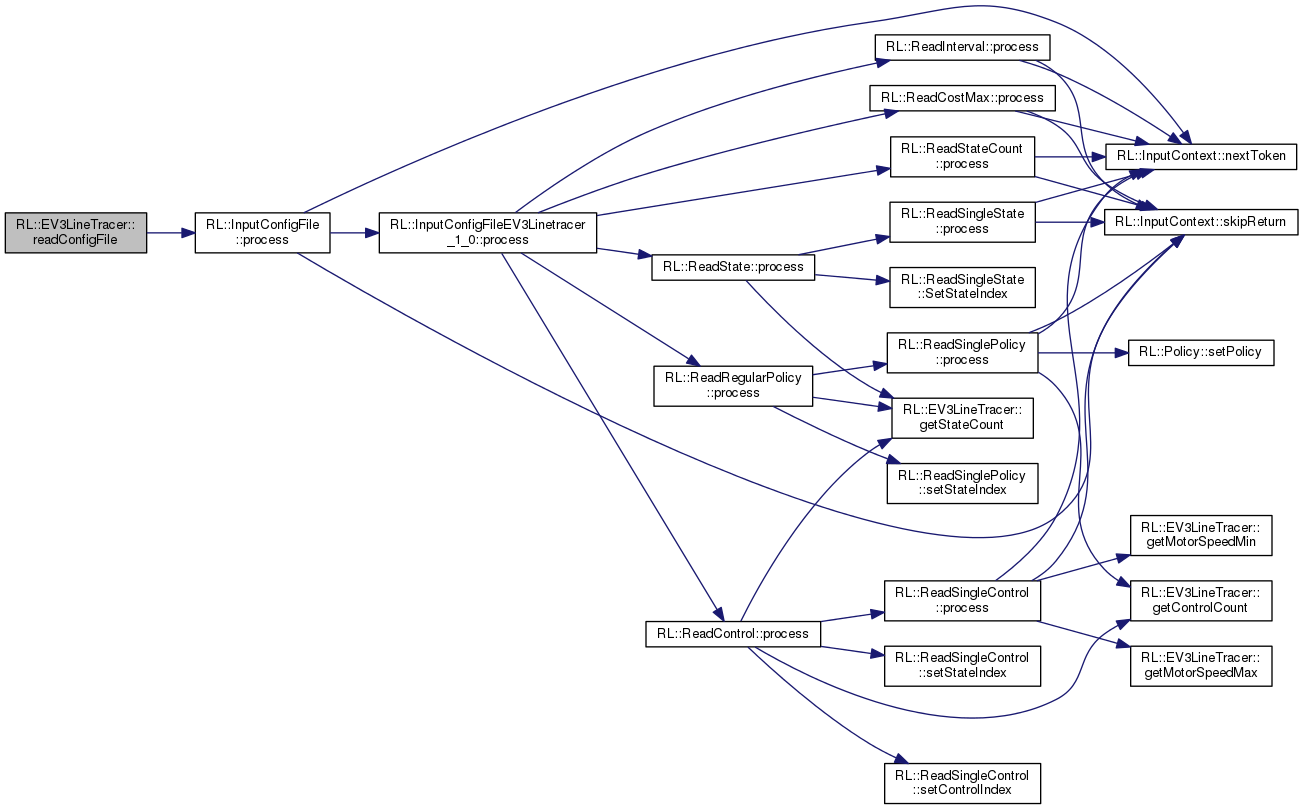 RL::EV3LineTracer::
readConfigFile
RL::InputConfigFile
::process
RL::InputConfigFileEV3Linetracer
_1_0::process
RL::ReadState::process
RL::ReadRegularPolicy
::process
RL::ReadControl::process
RL::ReadInterval::process
RL::ReadCostMax::process
RL::ReadStateCount
::process
RL::ReadSingleState
::process
RL::ReadSingleState
::SetStateIndex
RL::ReadSinglePolicy
::process
RL::EV3LineTracer::
getStateCount
RL::ReadSinglePolicy
::setStateIndex
RL::ReadSingleControl
::process
RL::ReadSingleControl
::setStateIndex
RL::ReadSingleControl
::setControlIndex
RL::InputContext::nextToken
RL::InputContext::skipReturn
RL::Policy::setPolicy
RL::EV3LineTracer::
getMotorSpeedMin
RL::EV3LineTracer::
getControlCount
RL::EV3LineTracer::
getMotorSpeedMax